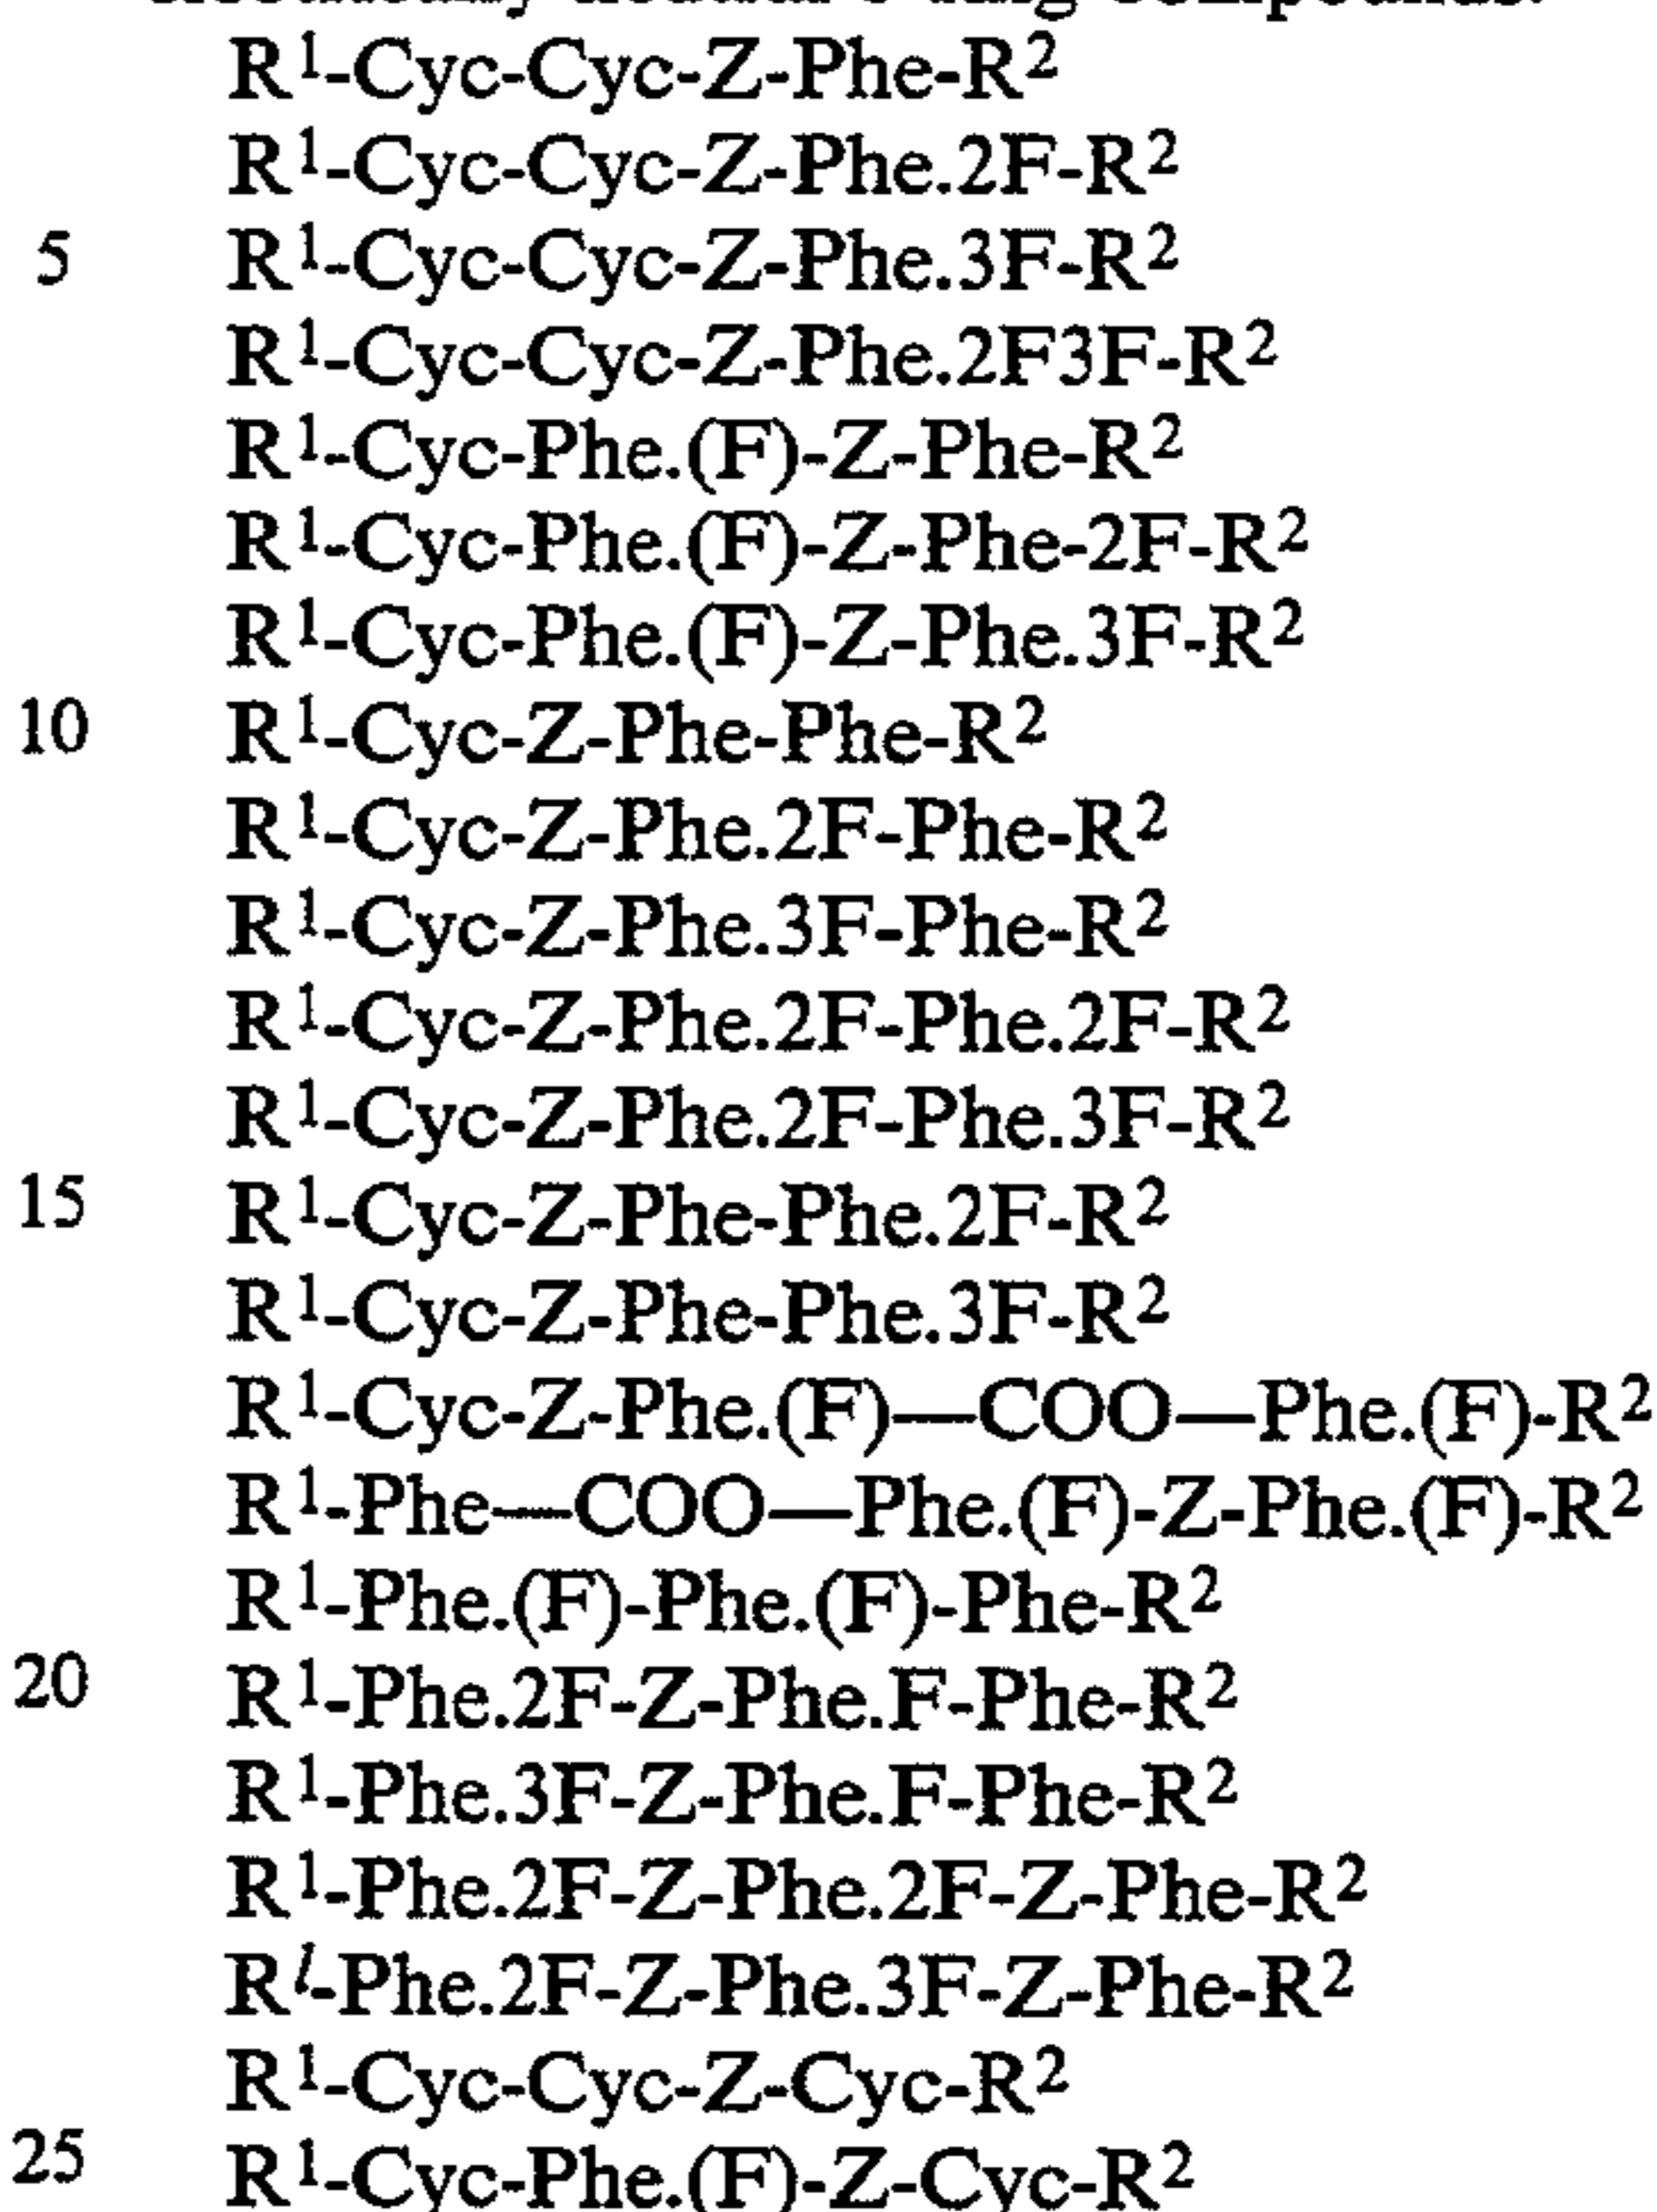 compounds:
R¹-Cyc-Cyc-Z-Phe-R²
R¹-Cyc-Cyc-Z-Phe.2F-R²
5 R¹-Cyc-Cyc-Z-Phe.3F-R²
R¹-Cyc-Cyc-Z-Phe.2F3F-R²
R¹-Cyc-Phe.(F)-Z-Phe-R²
R¹-Cyc-Phe.(F)-Z-Phe-2F-R²
R¹-Cyc-Phe.(F)-Z-Phe.3F-R²
10 R¹-Cyc-Z-Phe-Phe-R²
R¹-Cyc-Z-Phe.2F-Phe-R²
R¹-Cyc-Z-Phe.3F-Phe-R²
R¹-Cyc-Z-Phe.2F-Phe.2F-R²
R¹-Cyc-Z-Phe.2F-Phe.3F-R²
15 R¹-Cyc-Z-Phe-Phe.2F-R²
R¹-Cyc-Z-Phe-Phe.3F-R²
R¹-Cyc-Z-Phe.(F)—COO—Phe.(F)-R²
R¹-Phe—COO—Phe.(F)-Z-Phe.(F)-R²
R¹-Phe.(F)-Phe.(F)-Phe-R²
20 R¹-Phe.2F-Z-Phe.F-Phe-R²
R¹-Phe.3F-Z-Phe.F-Phe-R²
R¹-Phe.2F-Z-Phe.2F-Z-Phe-R²
Rˡ-Phe.2F-Z-Phe.3F-Z-Phe-R²
R¹-Cyc-Cyc-Z-Cyc-R²
25 R¹-Cyc-Phe.(F)-Z-Cyc-R²